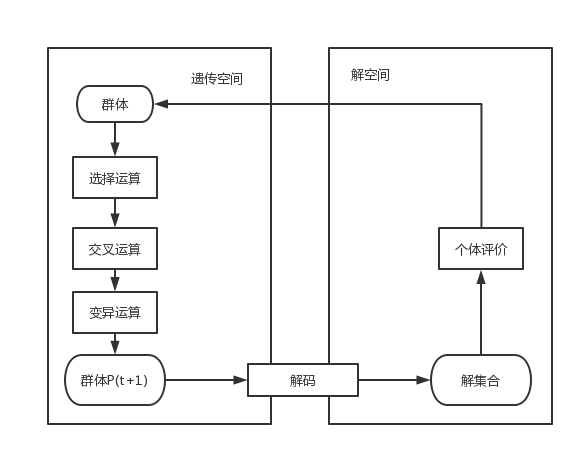 遗传空间
解空间
群体
选择运算
交叉运算
个体评价
变异运算
群体P(t+1)
解码
解集合